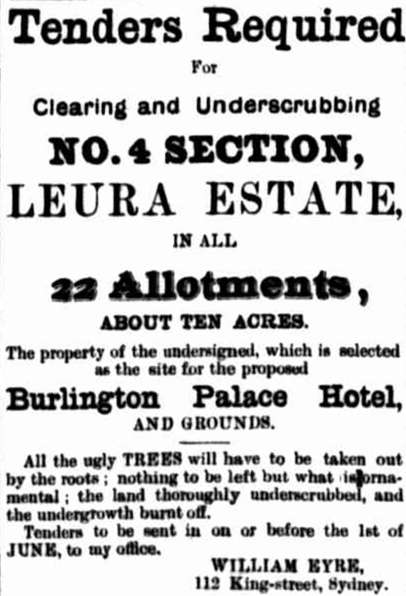 Tenders Required
For
Clearing and Underscrubbing
NO. 4 SECTION,
LEURA ESTATE,
IN ALL
22 Allotments,
ABOUT TEN ACRES.
The property of the undersigned, which is selected
as the site for the proposed
Burlington Palace Hotel,
AND GROUNDS.
All the ugly TREES will have to be taken out
by the roots; nothing to be left but what is orna-
mental; the land thoroughly underscrubbed, and
the undergrowth burnt off.
Tenders to be sent in on or before the 1st of
JUNE, to my office.
WILLIAM EYRE,
112 King-street, Sydney.